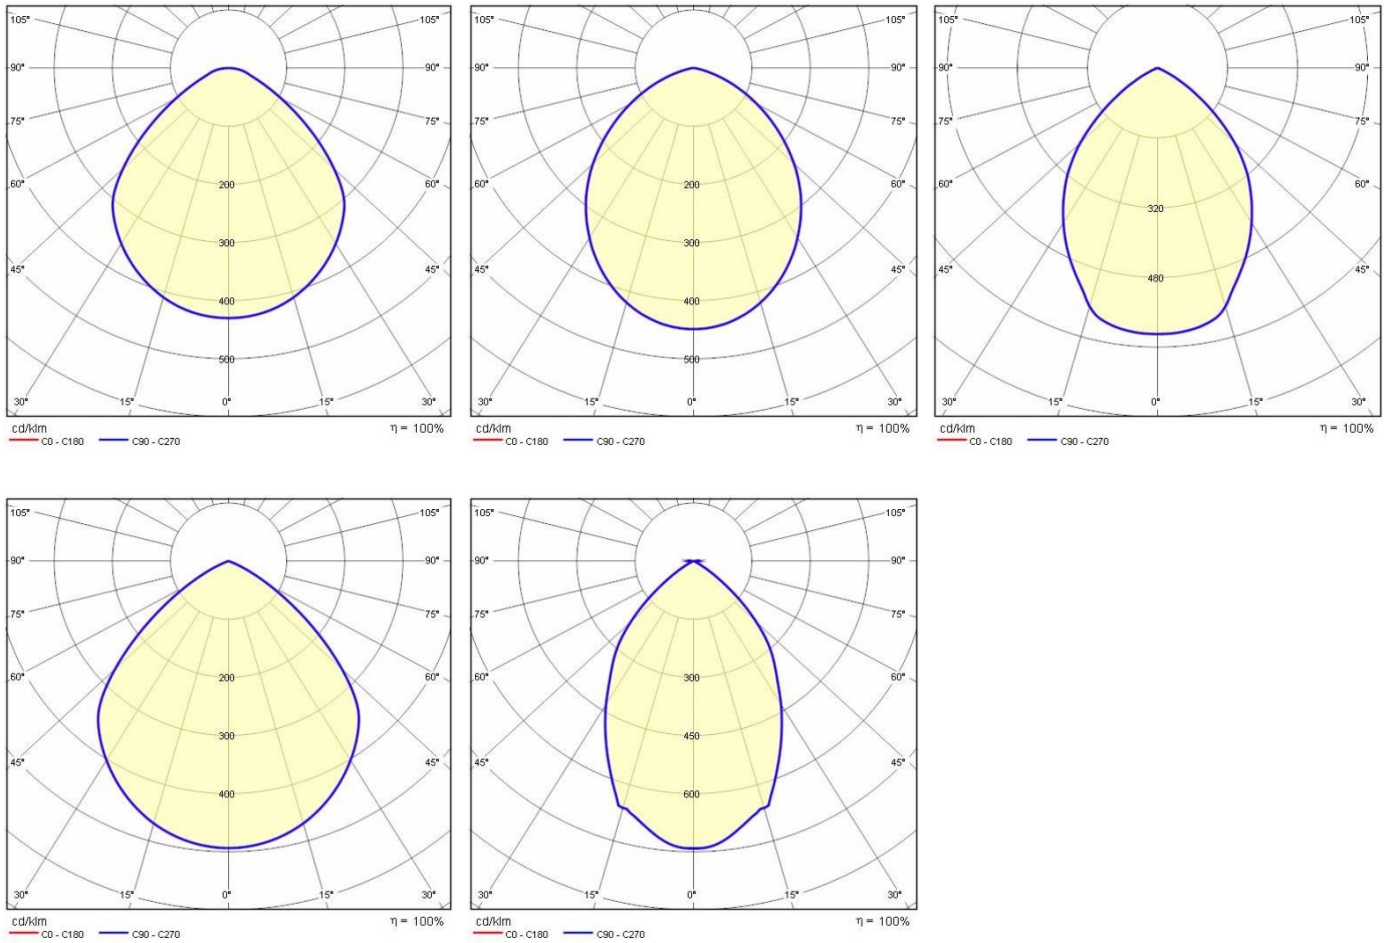 105° 105° 105° 105° 105° 105°
90° 90° 90° 90° 90° 90°
75° 75° 75° 75° 75° 75°
60° 200 60° 60° 200 60° 60° 60°
320
300 300
45° 45° 45° 45° 45° 480 45°
400 400
500 500
30° 15° 0° 15° 30° 30° 15° 0° 15° 30° 30° 15° 0° 15° 30°
cd/klm η = 100% cd/klm η = 100% cd/klm η = 100%
C0 - C180 C90 - C270 C0 - C180 C90 - C270 C0 - C180 C90 - C270
105° 105° 105° 105°
90° 90° 90° 90°
75° 75° 75° 75°
60° 200 60° 60° 300 60°
300 450
45° 45° 45° 45°
400 600
30° 15° 0° 15° 30° 30° 15° 0° 15° 30°
cd/klm η = 100% cd/klm η = 100%
C0 - C180 C90 - C270 C0 - C180 C90 - C270